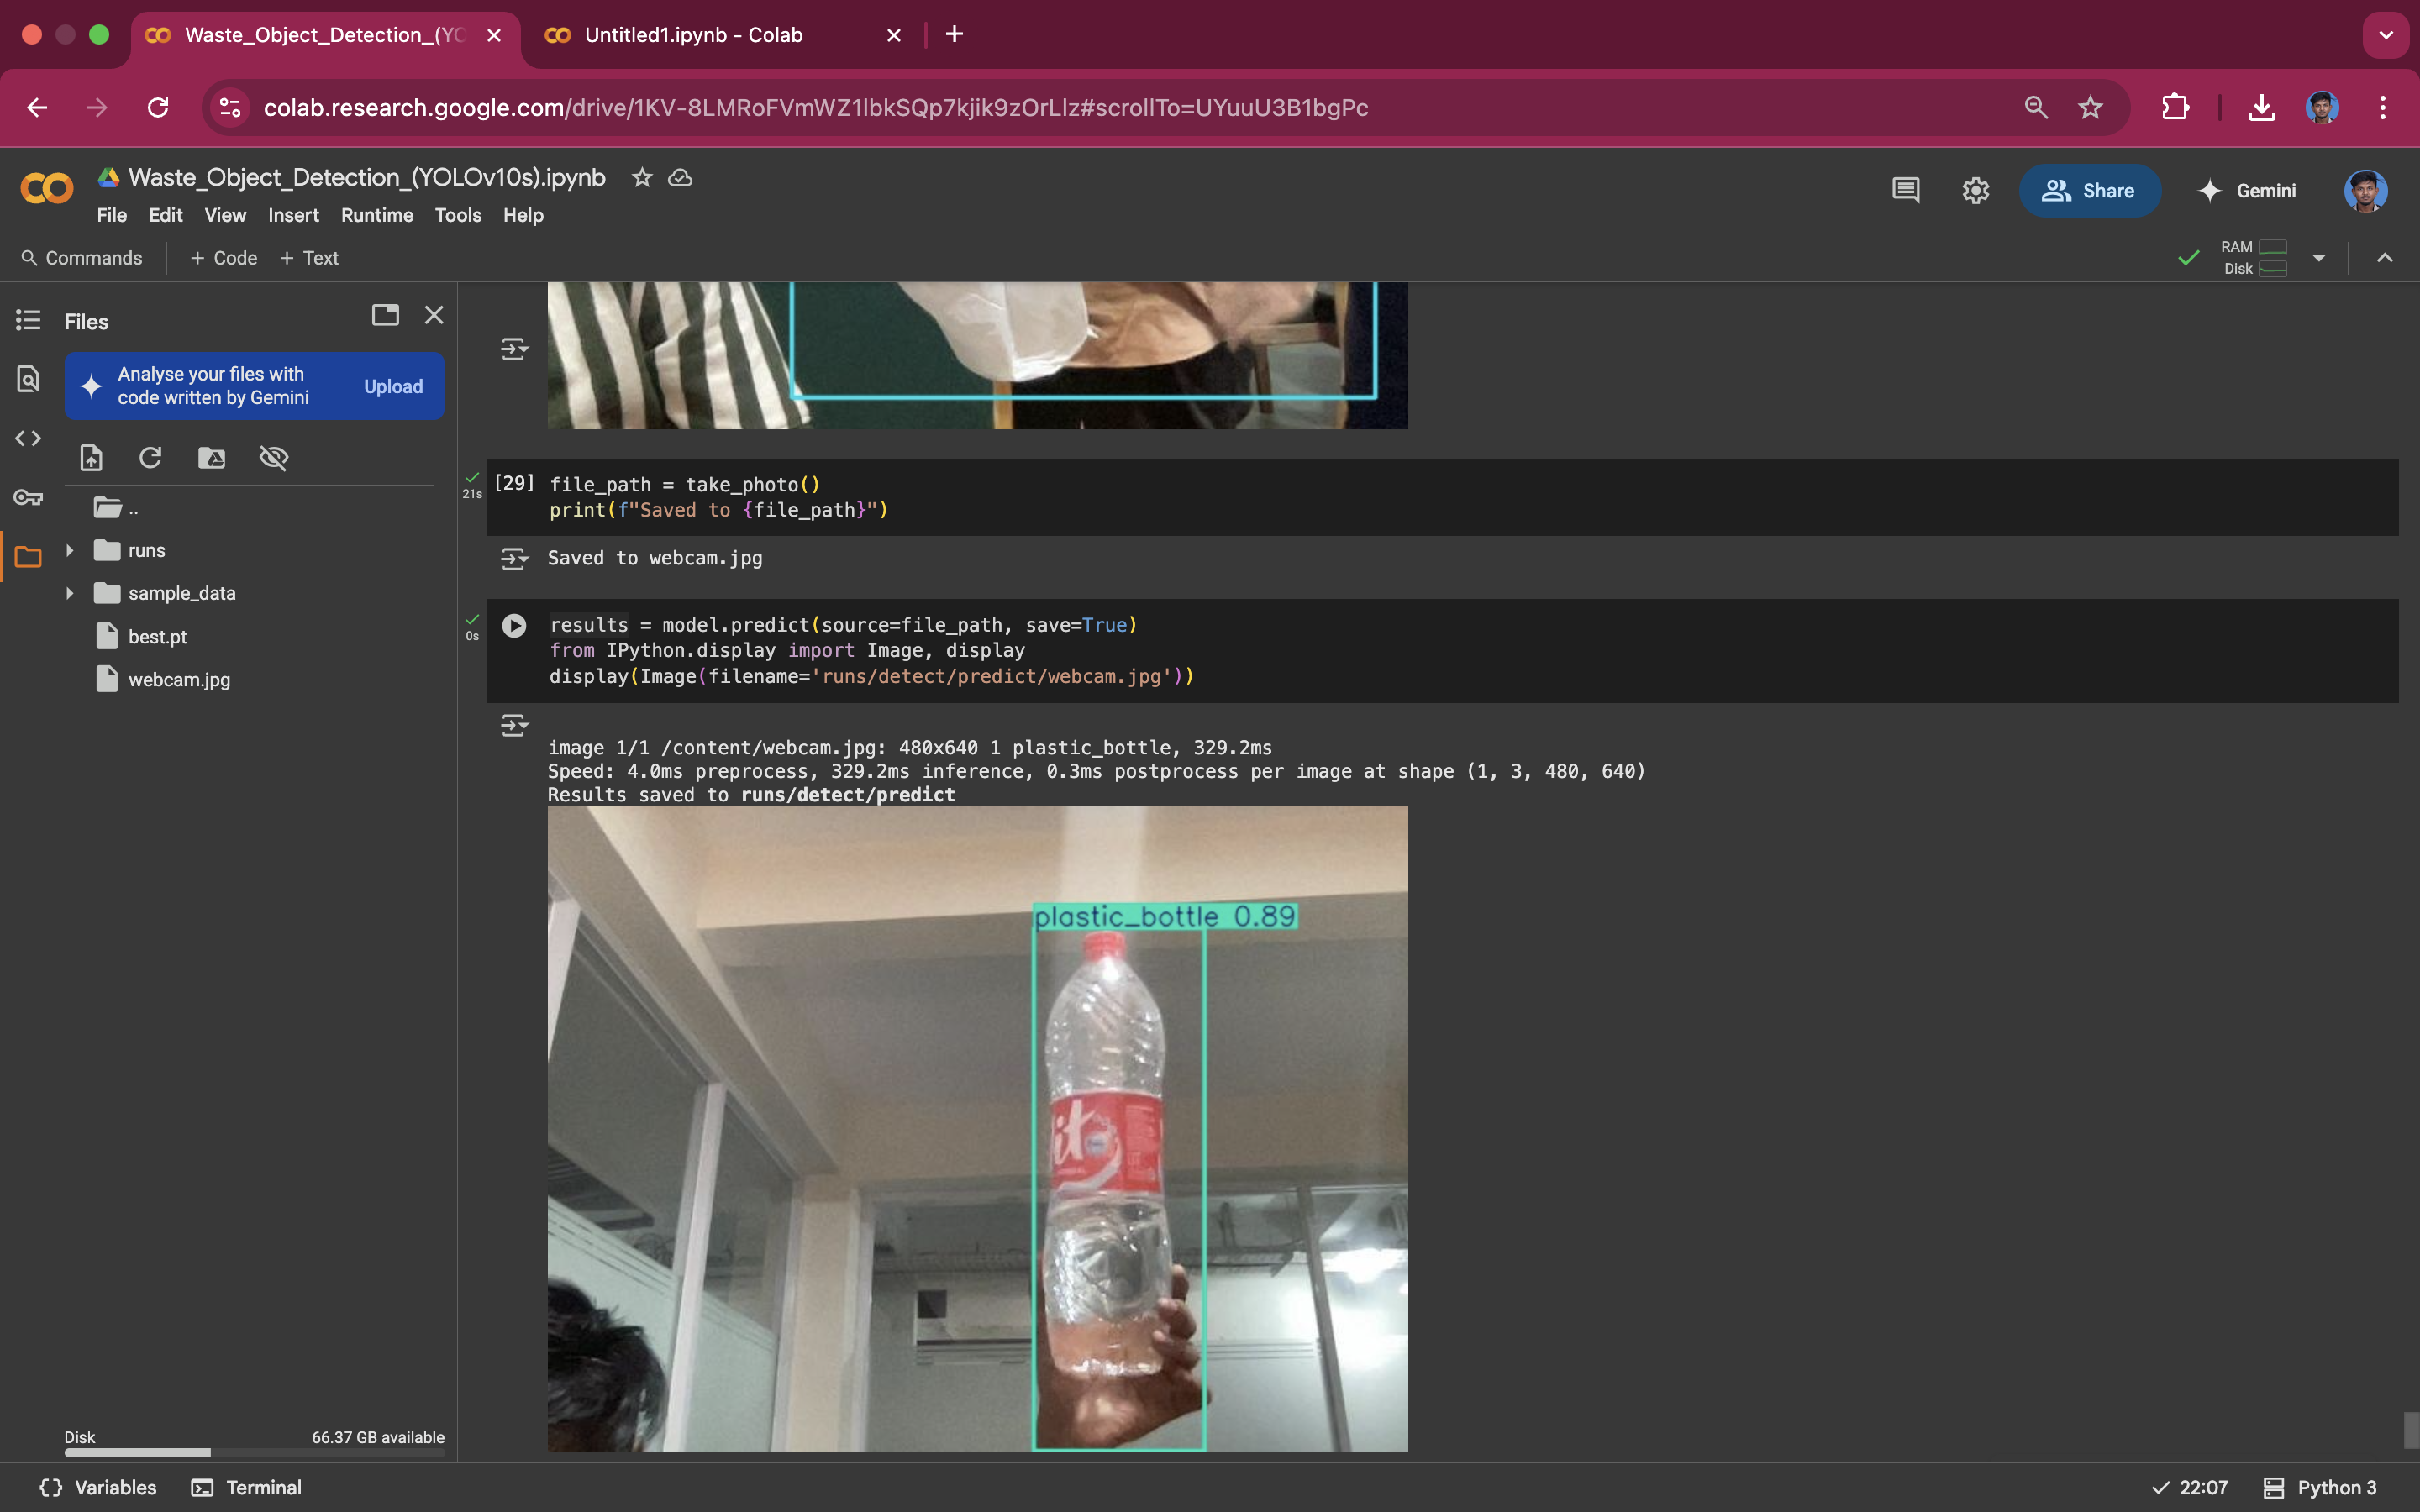 Waste_Object_Detection_(YO
Untitled1.ipynb - Colab
colab.research.google.com/drive/1KV-8LMRoFVmWZ1lbkSQp7kjik9zOrLlz#scrollTo=UYuuU3B1bgPc
Waste_Object_Detection_(YOLOv10s).ipynb
File Edit View Insert Runtime Tools Help
Share
Gemini
Commands + Code + Text
RAM
Disk
Files
Analyse your files with
code written by Gemini
Upload
..
runs
sample_data
best.pt
webcam.jpg
Disk 66.37 GB available
21s
[29] file_path = take_photo()
print(f"Saved to {file_path}")
Saved to webcam.jpg
0s
results = model.predict(source=file_path, save=True)
from IPython.display import Image, display
display(Image(filename='runs/detect/predict/webcam.jpg'))
image 1/1 /content/webcam.jpg: 480x640 1 plastic_bottle, 329.2ms
Speed: 4.0ms preprocess, 329.2ms inference, 0.3ms postprocess per image at shape (1, 3, 480, 640)
Results saved to runs/detect/predict
plastic_bottle 0.89
it
Variables Terminal
22:07 Python 3